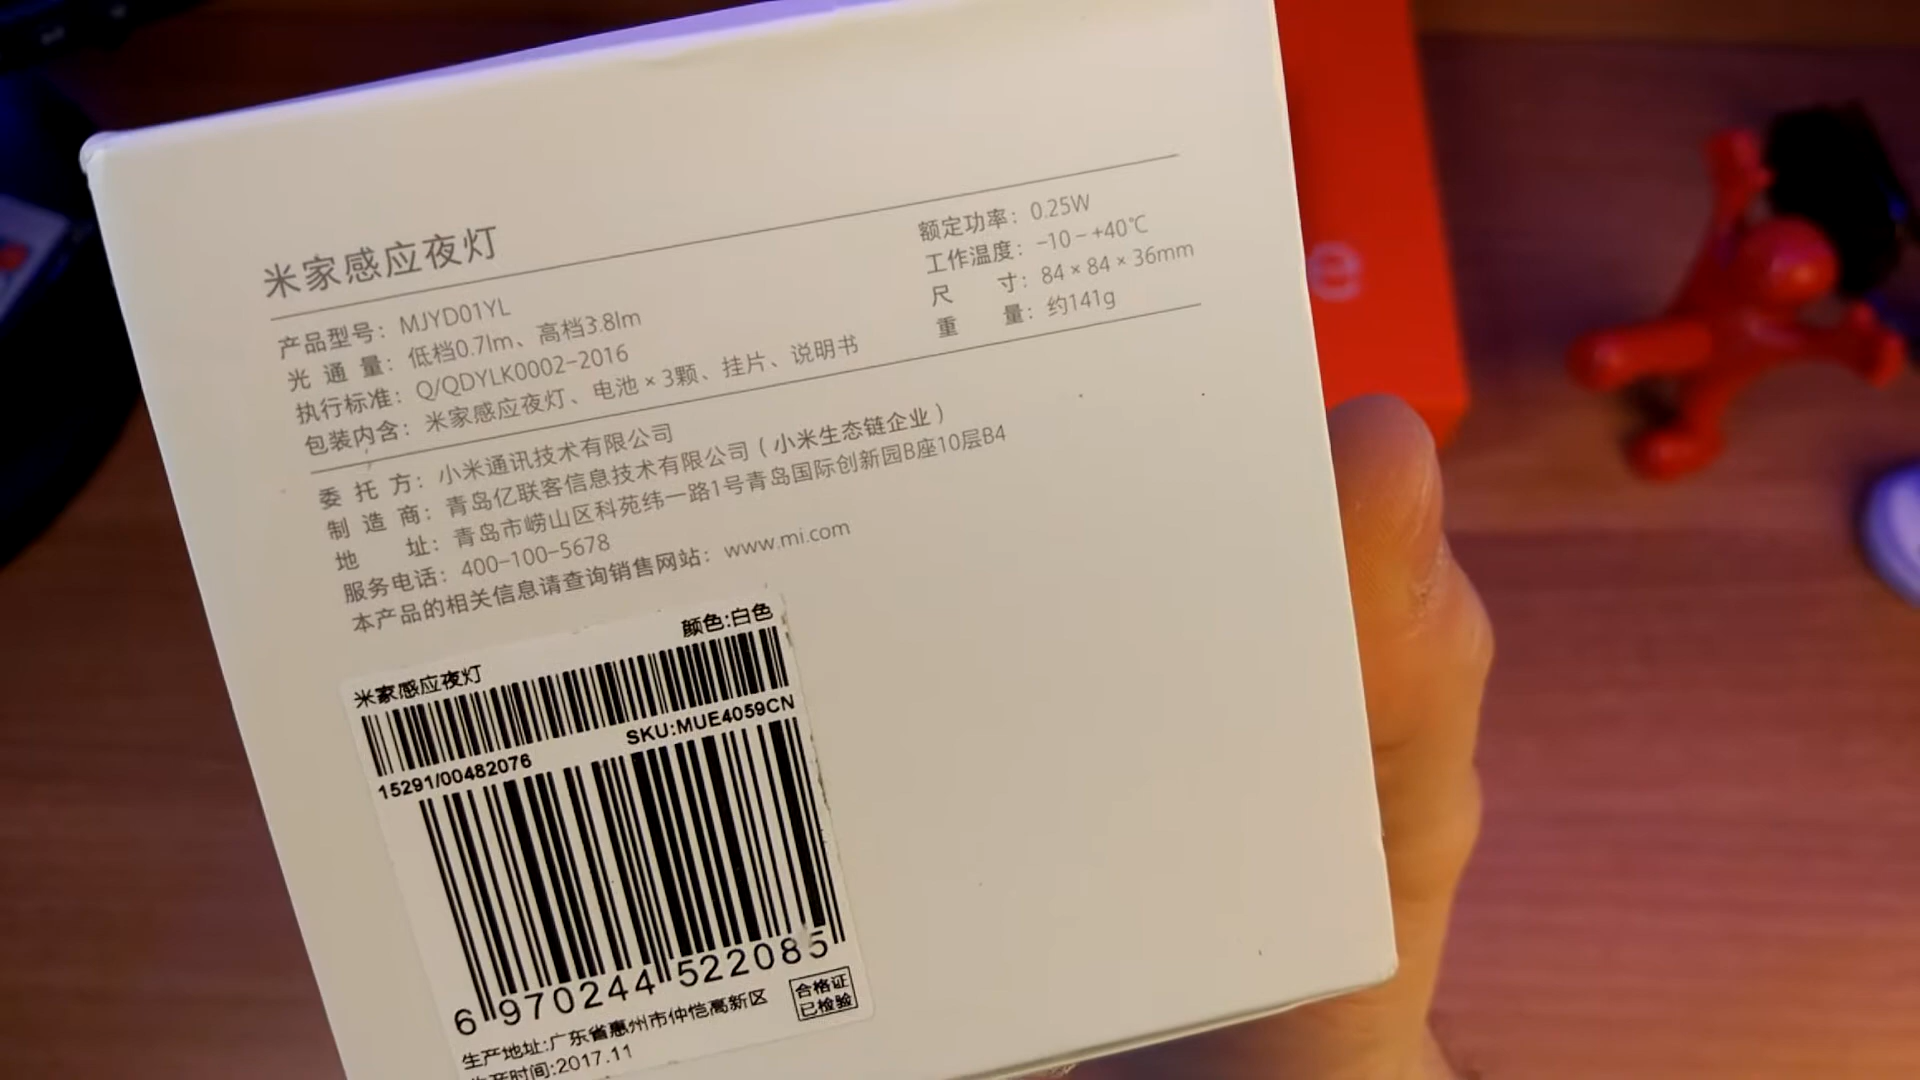 米家感应夜灯
产品型号：MJYD01YL
光通量：低档0.7lm、高档3.8lm
执行标准：Q/QDYLK0002-2016
包装内含：米家感应夜灯、电池×3颗、挂片、说明书
额定功率：0.25W
工作温度：-10-+40℃
尺寸：84×84×36mm
重量：约141g
委托方：小米通讯技术有限公司
制造商：青岛亿联客信息技术有限公司（小米生态链企业）
地址：青岛市崂山区科苑纬一路1号青岛国际创新园B座10层B4
服务电话：400-100-5678
本产品的相关信息请查询销售网站：www.mi.com
颜色:白色
米家感应夜灯
SKU:MUE4059CN
15291/00482076
6 970244 522085
合格证
已检验
生产地址:广东省惠州市仲恺高新区
生产时间:2017.11
e